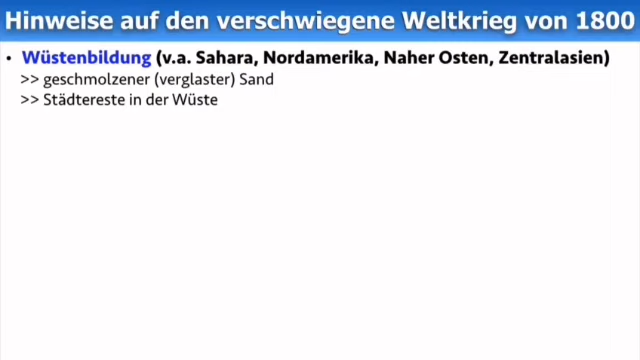 Hinweise auf den verschwiegene Weltkrieg von 1800
• Wüstenbildung (v.a. Sahara, Nordamerika, Naher Osten, Zentralasien)
>> geschmolzener (verglaster) Sand
>> Städtereste in der Wüste